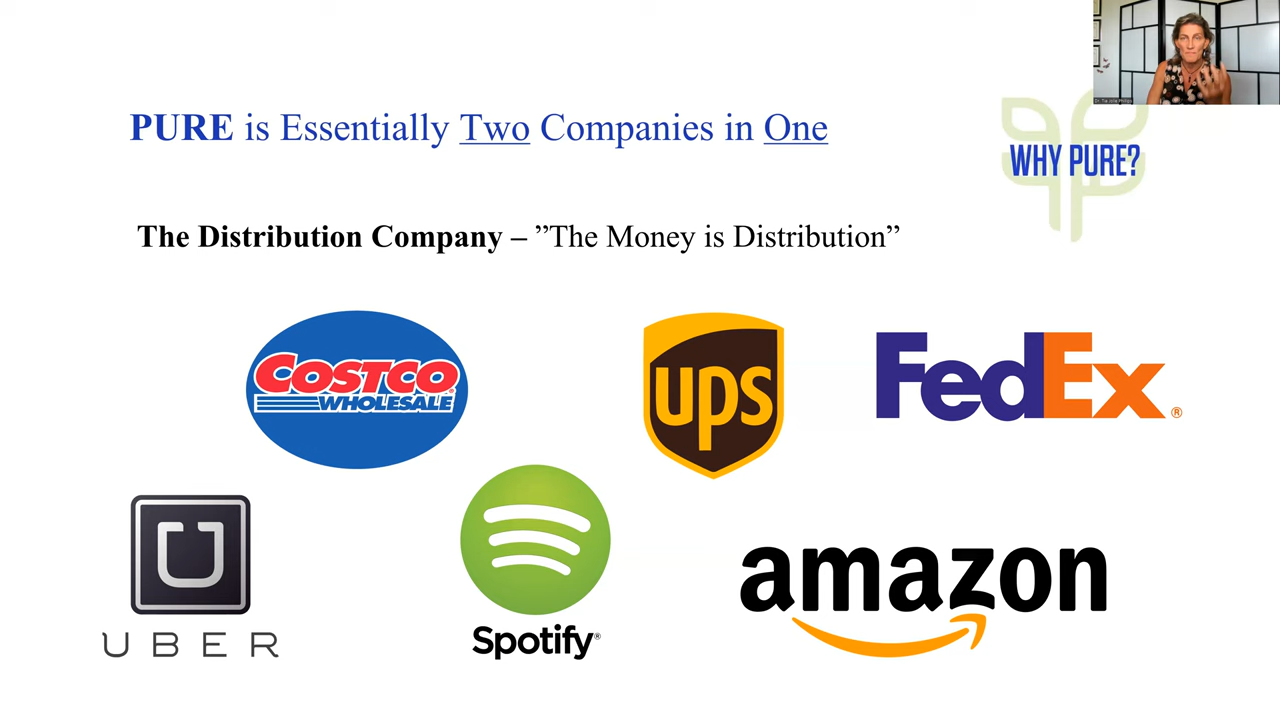 PURE is Essentially Two Companies in One
WHY PURE?
The Distribution Company – ”The Money is Distribution”
COSTCO
WHOLESALE
ups
FedEx®
UBER
Spotify®
amazon